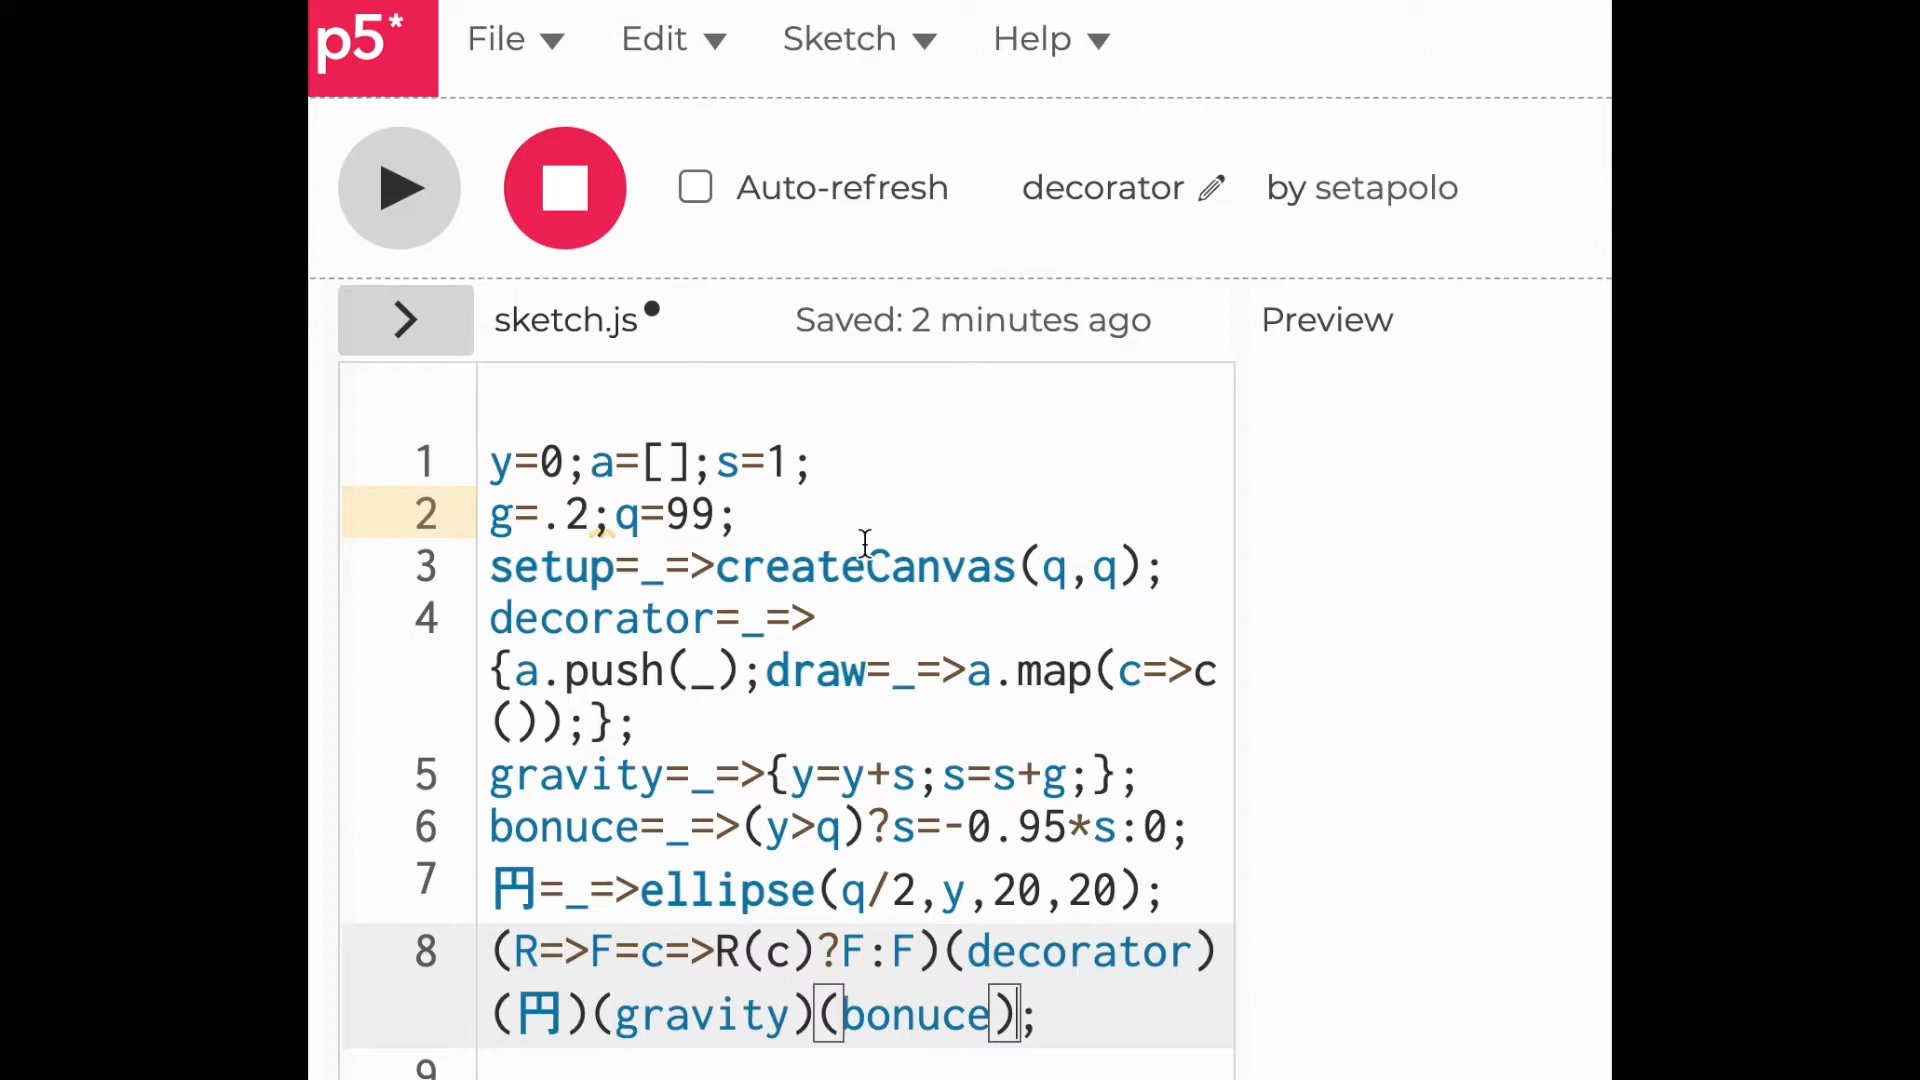 p5* File Edit Sketch Help
Auto-refresh decorator by setapolo
sketch.js Saved: 2 minutes ago Preview
1 y=0;a=[];s=1;
2 g=.2;q=99;
3 setup=_=>createCanvas(q,q);
4 decorator=_=>
{a.push(_);draw=_=>a.map(c=>c
());};
5 gravity=_=>{y=y+s;s=s+g;};
6 bonuce=_=>(y>q)?s=-0.95*s:0;
7 円=_=>ellipse(q/2,y,20,20);
8 (R=>F=c=>R(c)?F:F)(decorator)
(円)(gravity)(bonuce);
9